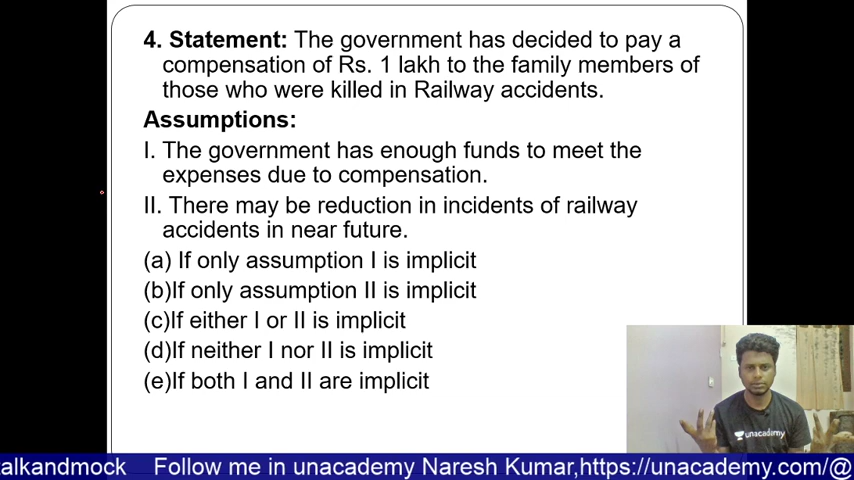 4. Statement: The government has decided to pay a
compensation of Rs. 1 lakh to the family members of
those who were killed in Railway accidents.
Assumptions:
I. The government has enough funds to meet the
expenses due to compensation.
II. There may be reduction in incidents of railway
accidents in near future.
(a) If only assumption I is implicit
(b)If only assumption II is implicit
(c)If either I or II is implicit
(d)If neither I nor II is implicit
(e)If both I and II are implicit
unacademy
talkandmock Follow me in unacademy Naresh Kumar,https://unacademy.com/@